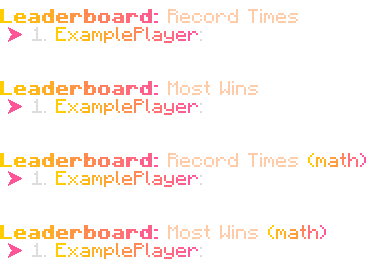 Leaderboard: Record Times
➤ 1. ExamplePlayer:
Leaderboard: Most Wins
➤ 1. ExamplePlayer:
Leaderboard: Record Times (math)
➤ 1. ExamplePlayer:
Leaderboard: Most Wins (math)
➤ 1. ExamplePlayer: